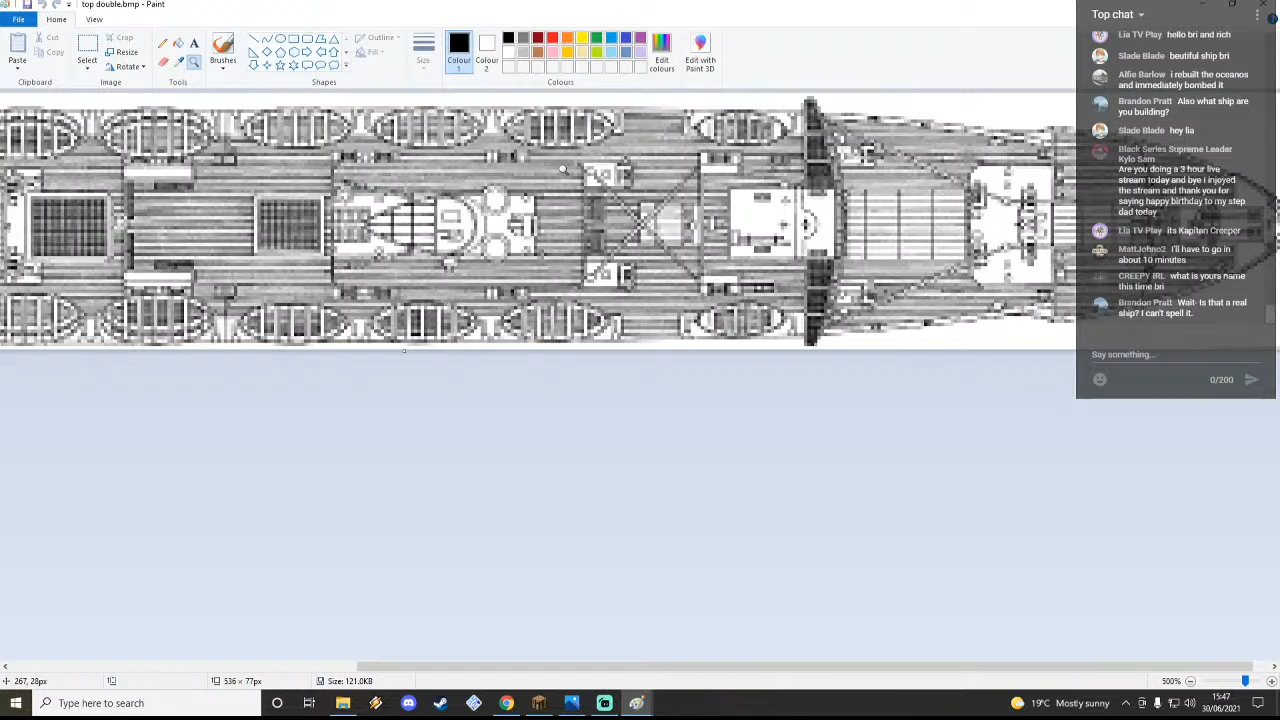 top double.bmp - Paint
File Home View
Paste
Cut
Copy
Clipboard
Select
Crop
Resize
Rotate
Image
Tools
Brushes
Shapes
Outline
Fill
Size
Colour 1
Colour 2
Edit colours
Colours
Edit with Paint 3D
Top chat
Lia TV Play hello bri and rich
Slade Blade beutiful ship bri
Alfie Barlow i rebuilt the oceanos
and immediately bombed it
Brandon Pratt Also what ship are
you building?
Slade Blade hey lia
Black Series Supreme Leader
Kylo Sam
Are you doing a 3 hour live
stream today and bye i injoyed
the stream and thank you for
saying happy birthday to my step
dad today
Lia TV Play its Kapitan Creeper
MattJohno2 I'll have to go in
about 10 minutes
CREEPY IRL what is yours name
this time bri
Brandon Pratt Wait- Is that a real
ship? I can't spell it.
Say something...
0/200
267, 28px
536 × 77px
Size: 121.0KB
500%
Type here to search
19°C Mostly sunny
15:47
30/06/2021